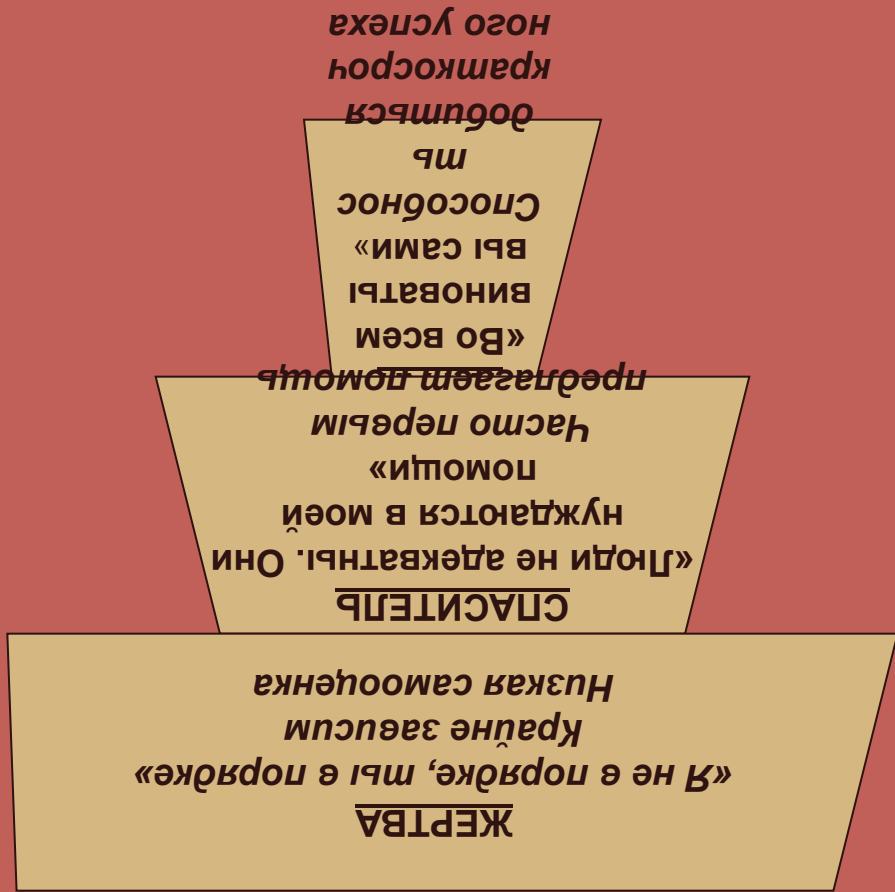 ЖЕРТВА
«Я не в порядке, ты в порядке»
Крайне зависим
Низкая самооценка
СПАСИТЕЛЬ
«Люди не адекватны. Они
нуждаются в моей
помощи»
Часто первым
предлагает помощь
«Во всем
виноваты
вы сами»
Способнос
ть
добиться
краткосроч
ного успеха